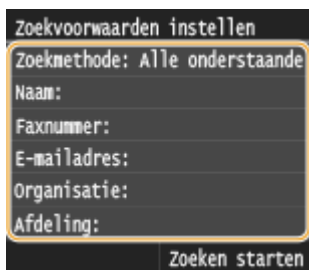 Zoekvoorwaarden instellen
Zoekmethode: Alle onderstaande
Naam:
Faxnummer:
E-mailadres:
Organisatie:
Afdeling:
Zoeken starten